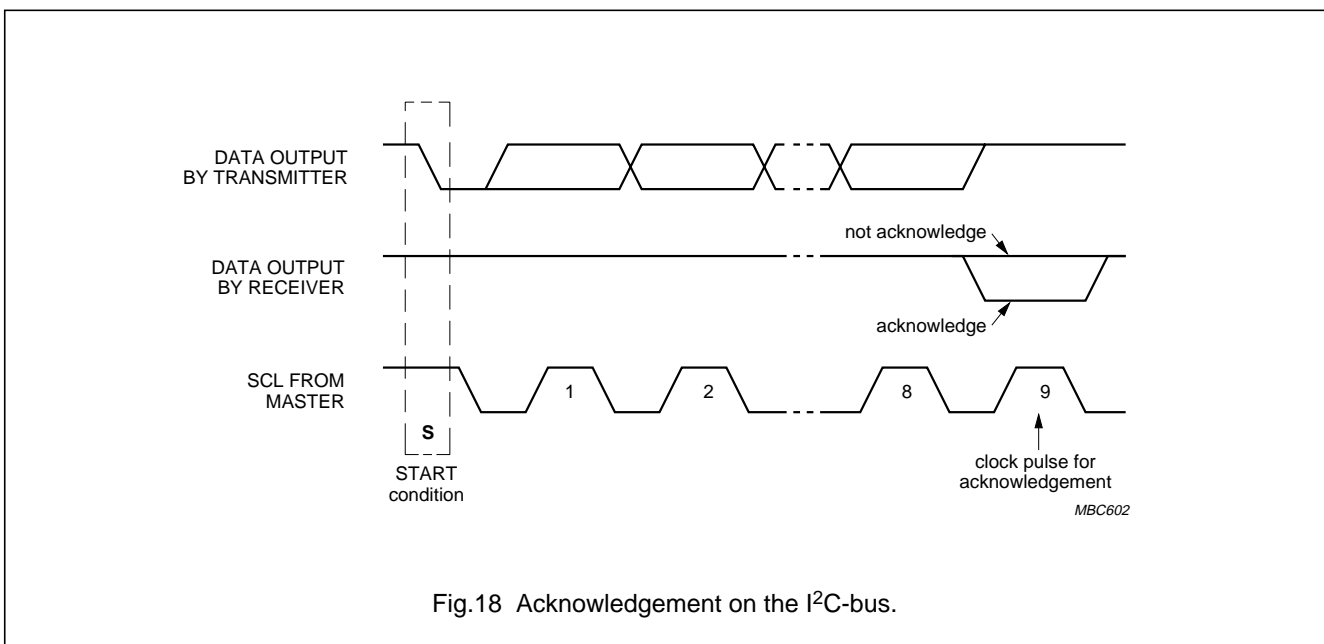 DATA OUTPUT
BY TRANSMITTER
not acknowledge
DATA OUTPUT
BY RECEIVER
acknowledge
SCL FROM
MASTER
1
2
8
9
S
START
condition
clock pulse for
acknowledgement
MBC602
Fig.18 Acknowledgement on the I²C-bus.